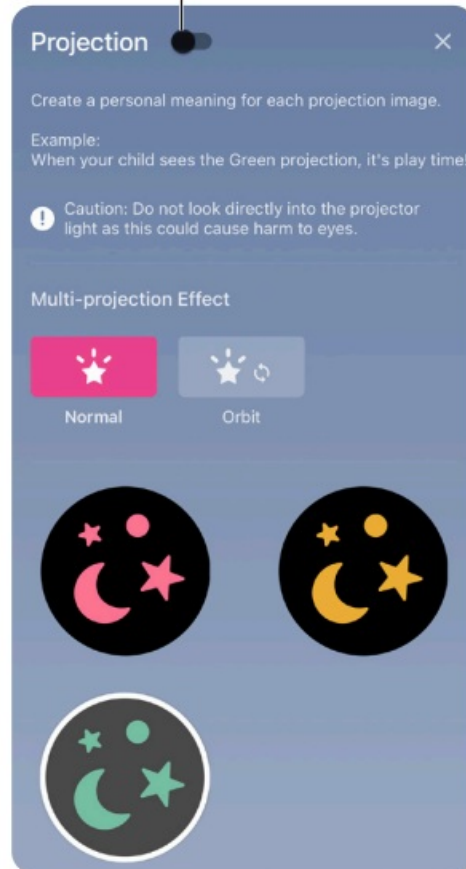 Projection
Create a personal meaning for each projection image.
Example:
When your child sees the Green projection, it's play time!
Caution: Do not look directly into the projector
light as this could cause harm to eyes.
Multi-projection Effect
Normal
Orbit